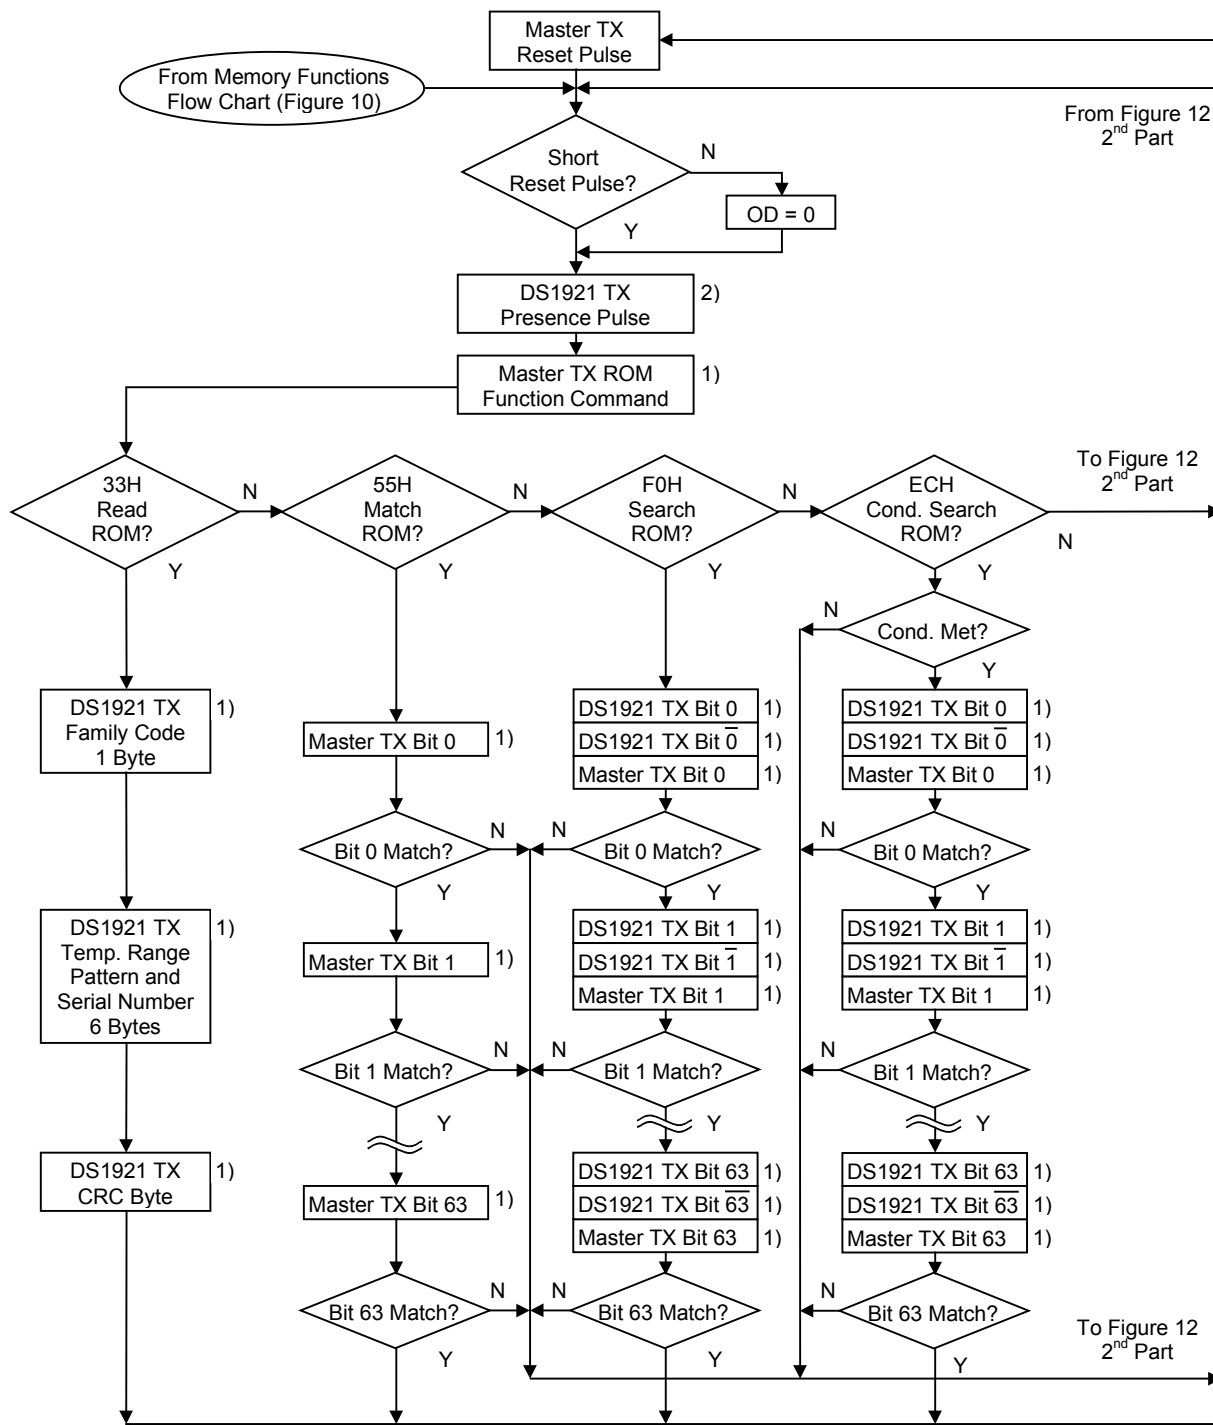 Master TX
Reset Pulse
From Memory Functions
Flow Chart (Figure 10)
From Figure 12
2nd Part
Short
Reset Pulse?
N
OD = 0
Y
DS1921 TX
Presence Pulse
2)
Master TX ROM
Function Command
1)
33H
Read
ROM?
N
Y
55H
Match
ROM?
N
Y
F0H
Search
ROM?
N
Y
ECH
Cond. Search
ROM?
N
Y
To Figure 12
2nd Part
N
Cond. Met?
Y
DS1921 TX
Family Code
1 Byte
1)
Master TX Bit 0
1)
DS1921 TX Bit 0
1)
DS1921 TX Bit 0̅
1)
Master TX Bit 0
1)
DS1921 TX Bit 0
1)
DS1921 TX Bit 0̅
1)
Master TX Bit 0
1)
Bit 0 Match?
N
Y
N
Bit 0 Match?
Y
N
Bit 0 Match?
Y
DS1921 TX
Temp. Range
Pattern and
Serial Number
6 Bytes
1)
Master TX Bit 1
1)
DS1921 TX Bit 1
1)
DS1921 TX Bit 1̅
1)
Master TX Bit 1
1)
DS1921 TX Bit 1
1)
DS1921 TX Bit 1̅
1)
Master TX Bit 1
1)
Bit 1 Match?
N
Y
N
Bit 1 Match?
Y
N
Bit 1 Match?
Y
DS1921 TX
CRC Byte
1)
Master TX Bit 63
1)
DS1921 TX Bit 63
1)
DS1921 TX Bit 6̅3̅
1)
Master TX Bit 63
1)
DS1921 TX Bit 63
1)
DS1921 TX Bit 6̅3̅
1)
Master TX Bit 63
1)
Bit 63 Match?
N
Y
N
Bit 63 Match?
Y
N
Bit 63 Match?
Y
To Figure 12
2nd Part